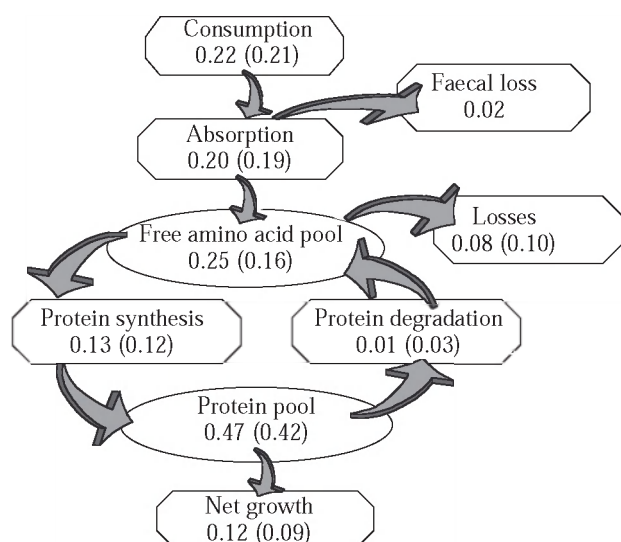 Consumption
0.22 (0.21)
Faecal loss
0.02
Absorption
0.20 (0.19)
Free amino acid pool
0.25 (0.16)
Losses
0.08 (0.10)
Protein synthesis
0.13 (0.12)
Protein degradation
0.01 (0.03)
Protein pool
0.47 (0.42)
Net growth
0.12 (0.09)